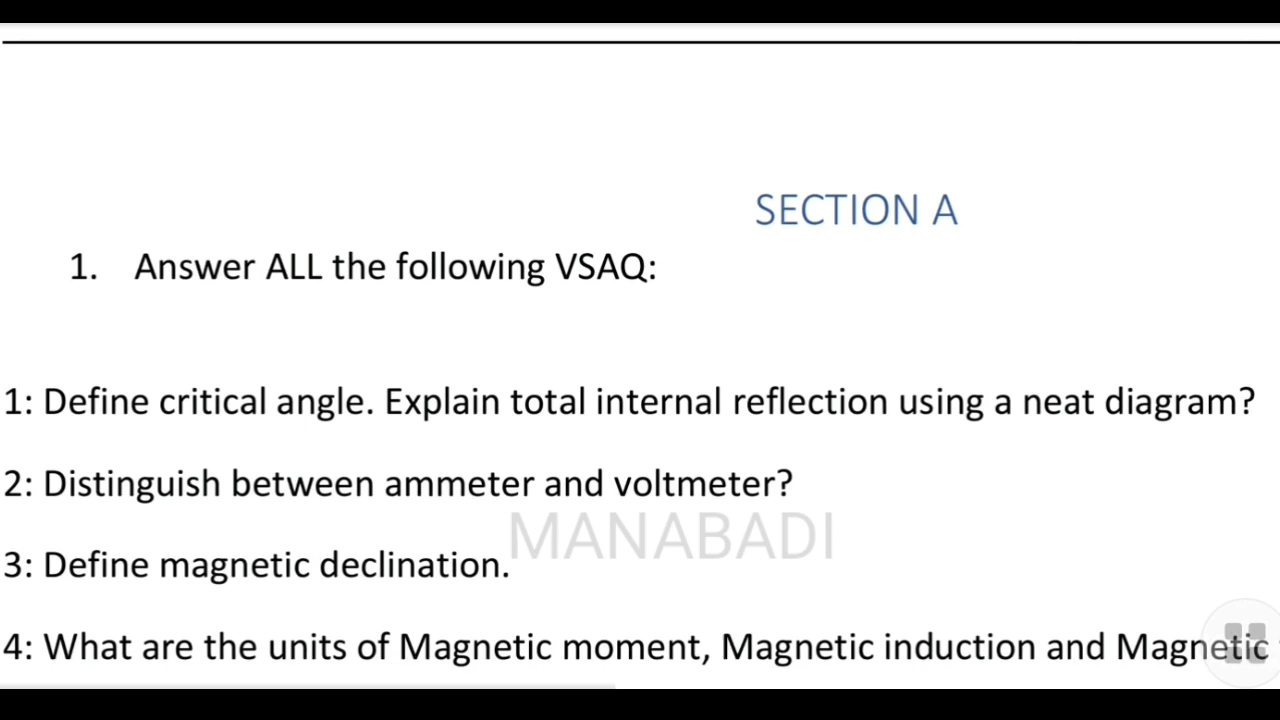 SECTION A
1. Answer ALL the following VSAQ:
1: Define critical angle. Explain total internal reflection using a neat diagram?
2: Distinguish between ammeter and voltmeter?
MANABADI
3: Define magnetic declination.
4: What are the units of Magnetic moment, Magnetic induction and Magnetic